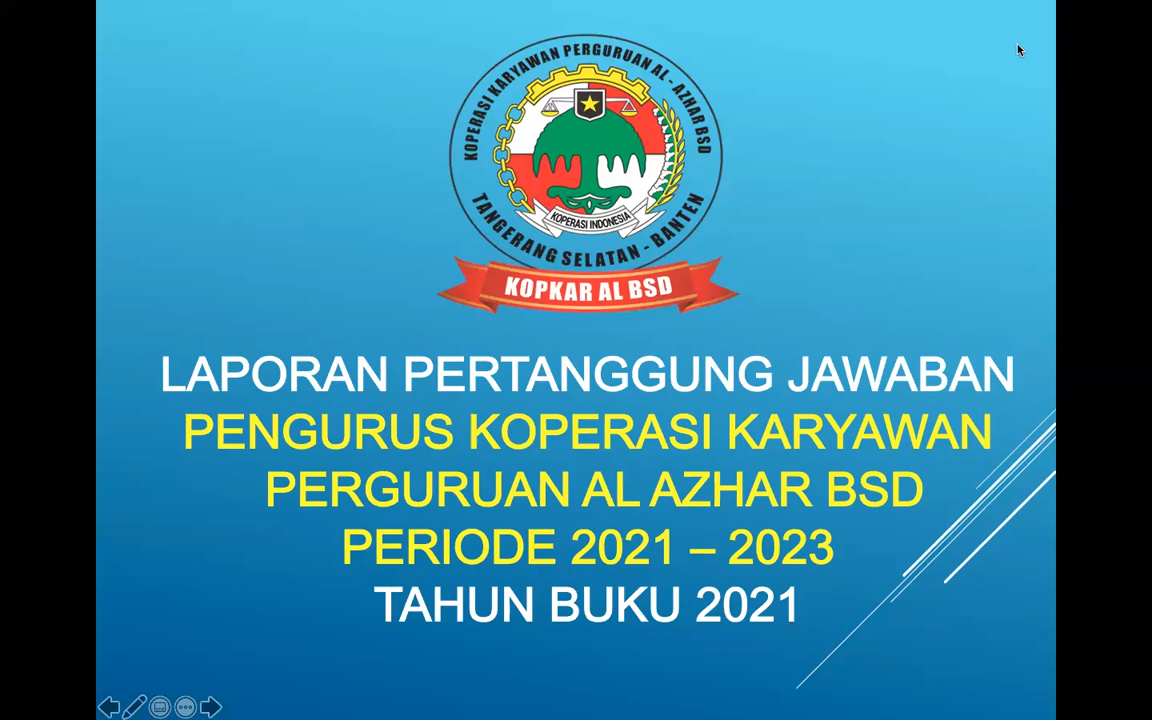 KOPERASI KARYAWAN PERGURUAN AL - AZHAR BSD
KOPERASI INDONESIA
TANGERANG SELATAN - BANTEN
KOPKAR AL BSD
LAPORAN PERTANGGUNG JAWABAN
PENGURUS KOPERASI KARYAWAN
PERGURUAN AL AZHAR BSD
PERIODE 2021 – 2023
TAHUN BUKU 2021